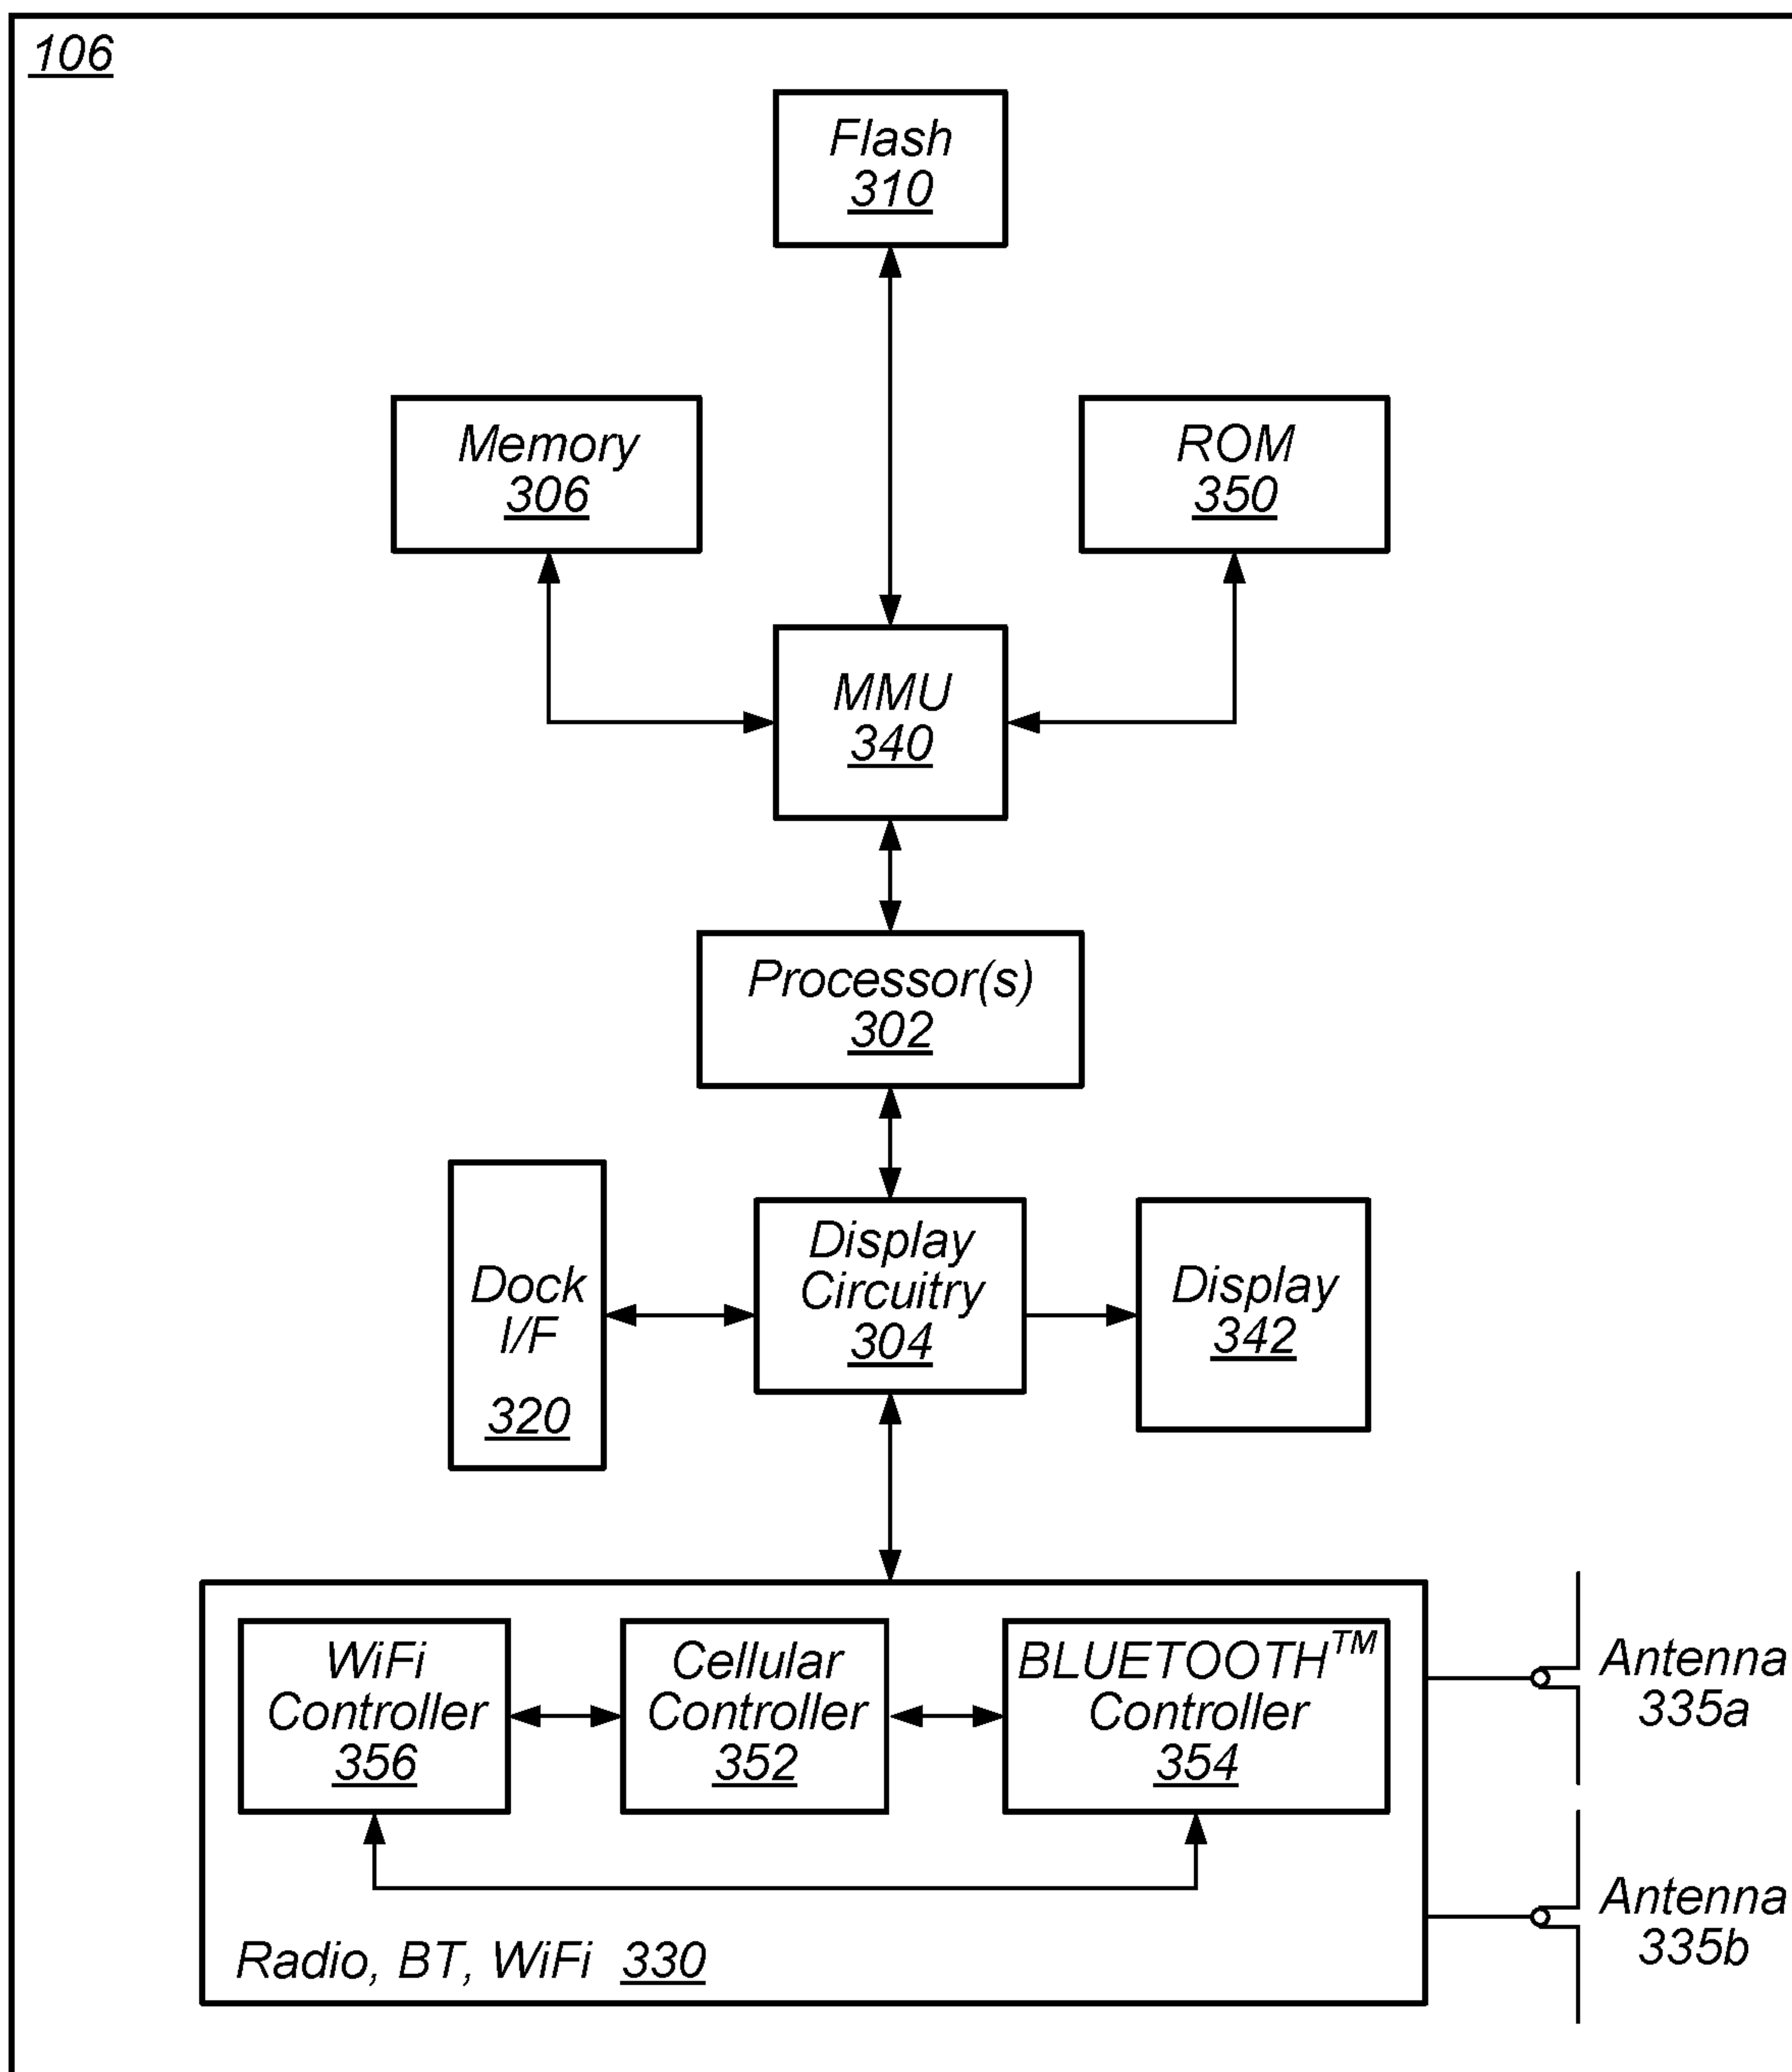 106
Flash
310
Memory
306
ROM
350
MMU
340
Processor(s)
302
Dock
I/F
320
Display
Circuitry
304
Display
342
WiFi
Controller
356
Cellular
Controller
352
BLUETOOTH™
Controller
354
Radio, BT, WiFi 330
Antenna
335a
Antenna
335b